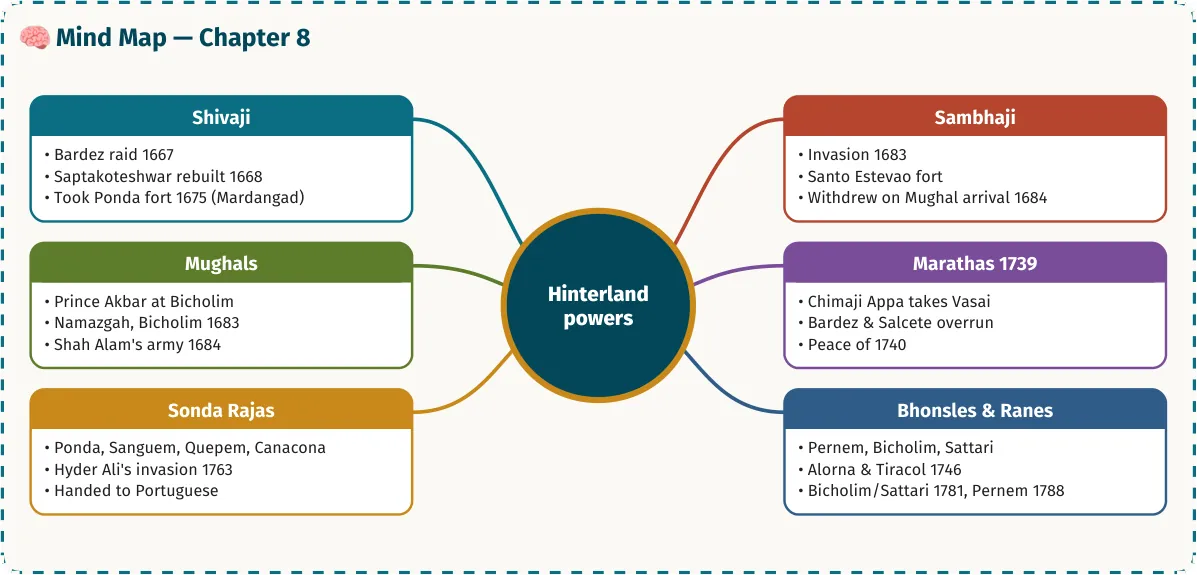 Mind Map — Chapter 8
Shivaji
• Bardez raid 1667
• Saptakoteshwar rebuilt 1668
• Took Ponda fort 1675 (Mardangad)
Mughals
• Prince Akbar at Bicholim
• Namazgah, Bicholim 1683
• Shah Alam's army 1684
Sonda Rajas
• Ponda, Sanguem, Quepem, Canacona
• Hyder Ali's invasion 1763
• Handed to Portuguese
Hinterland
powers
Sambhaji
• Invasion 1683
• Santo Estevao fort
• Withdrew on Mughal arrival 1684
Marathas 1739
• Chimaji Appa takes Vasai
• Bardez & Salcete overrun
• Peace of 1740
Bhonsles & Ranes
• Pernem, Bicholim, Sattari
• Alorna & Tiracol 1746
• Bicholim/Sattari 1781, Pernem 1788